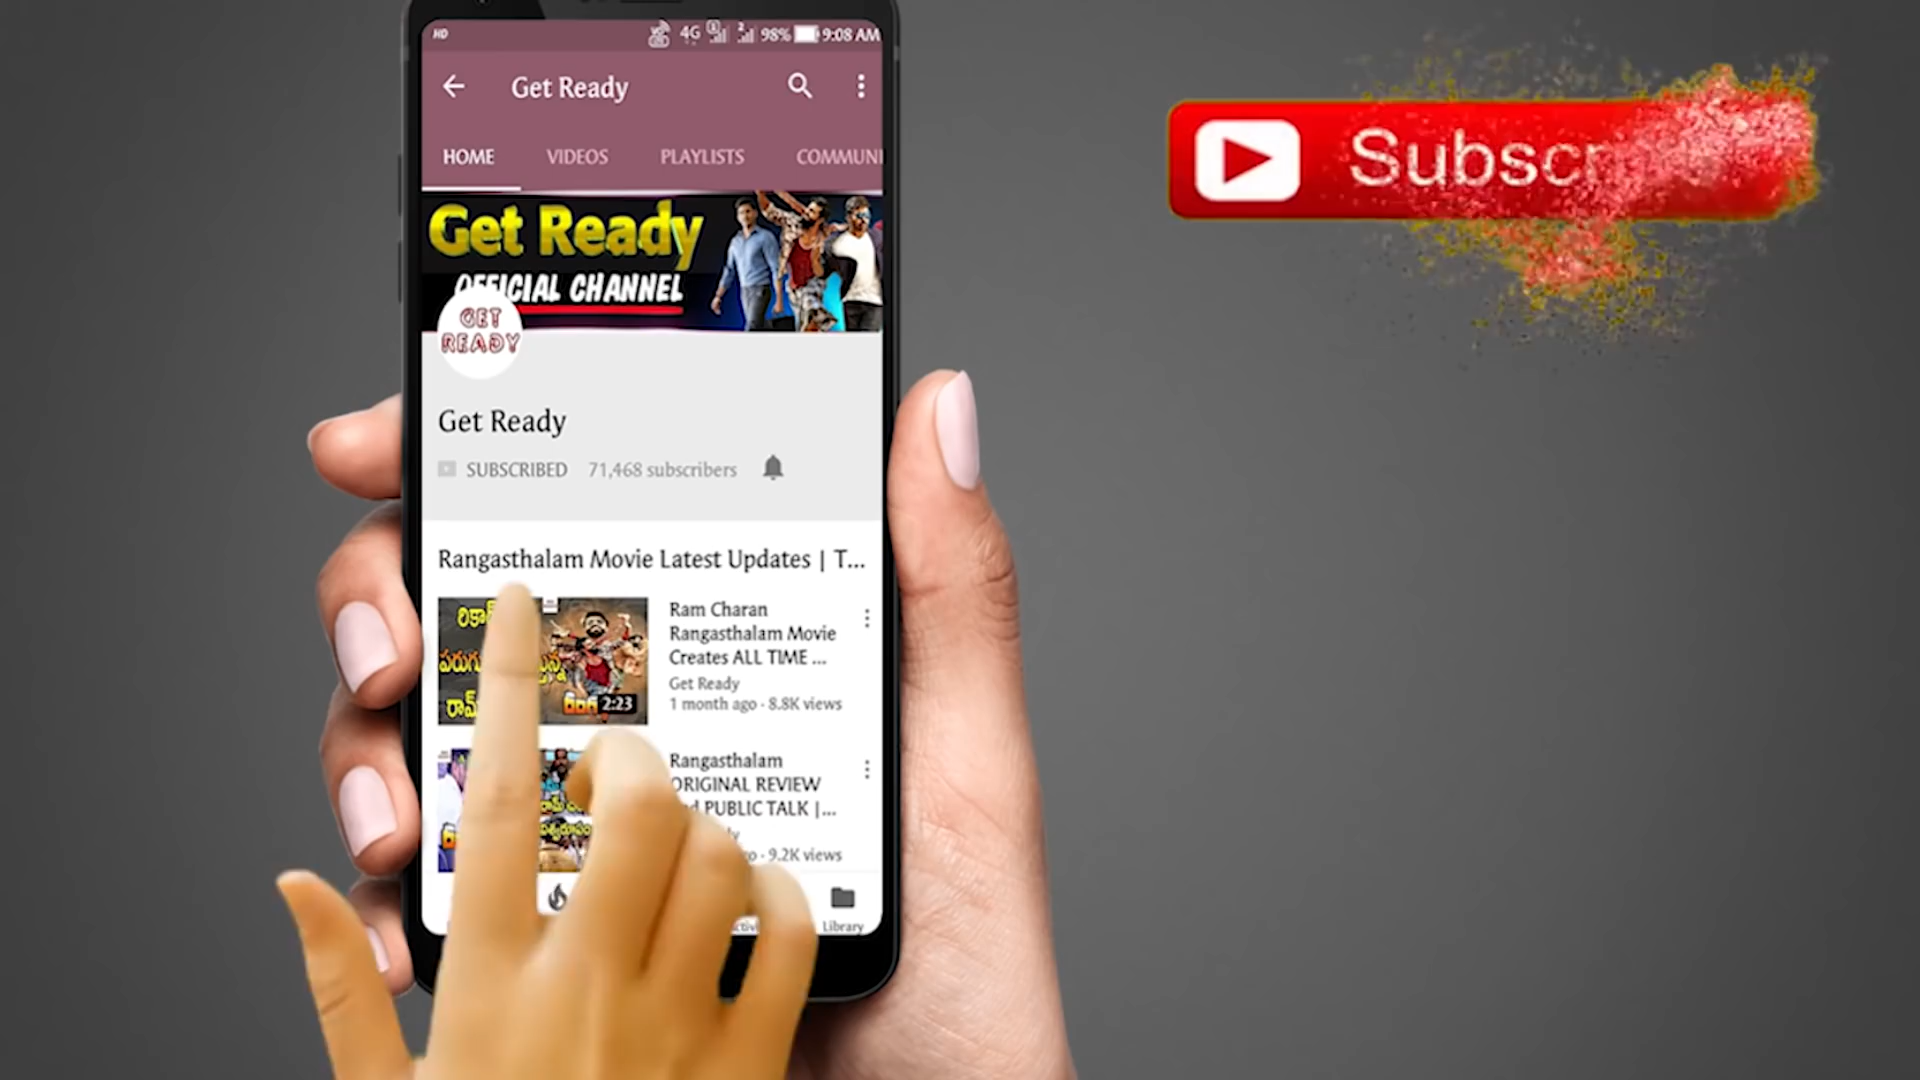 HD 4G 98% 9:08 AM
Get Ready
HOME VIDEOS PLAYLISTS COMMUNI
Get Ready
OFFICIAL CHANNEL
GET
READY
Get Ready
SUBSCRIBED 71,468 subscribers
Rangasthalam Movie Latest Updates | T...
Ram Charan
Rangasthalam Movie
Creates ALL TIME ...
Get Ready
1 month ago · 8.8K views
2:23
Rangasthalam
ORIGINAL REVIEW
PUBLIC TALK |...
9.2K views
Library
Subscr